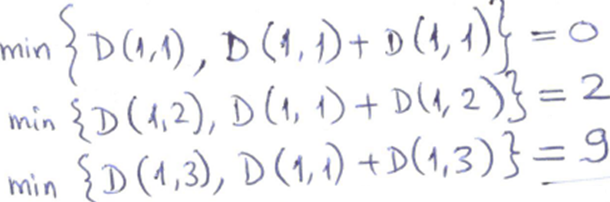 min {D(1,1), D(1,1) + D(1,1)} = 0
min {D(1,2), D(1,1) + D(1,2)} = 2
min {D(1,3), D(1,1) + D(1,3)} = 9